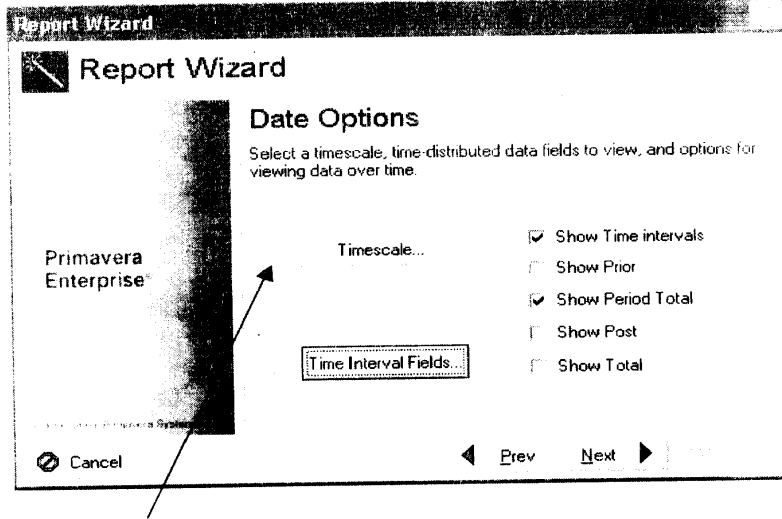 Report Wizard
Report Wizard
Date Options
Select a timescale, time-distributed data fields to view, and options for
viewing data over time.
Primavera
Enterprise
Timescale...
Show Time intervals
Show Prior
Show Period Total
Show Post
Time Interval Fields...
Show Total
Cancel
Prev
Next